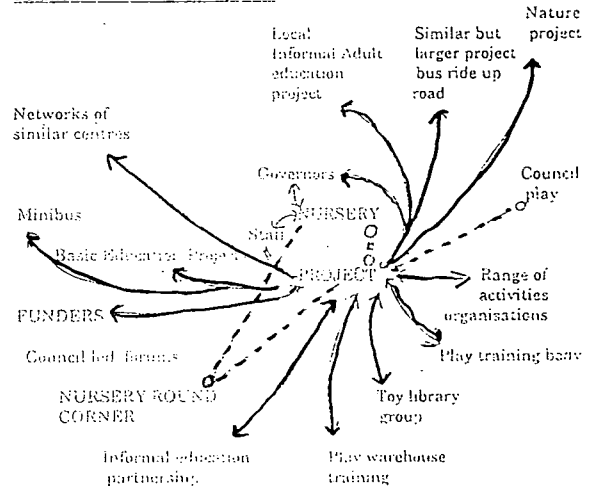 Nature
project
Local
Informal Adult
education
project
Similar but
larger project
bus ride up
road
Networks of
similar centres
Governors
Council
play
Minibus
NURSERY
Staff
Basic Education Project
PROJECT
Range of
activities
organisations
FUNDERS
Council led forums
Play training
NURSERY ROUND
CORNER
Toy library
group
Informal education
partnership
Play warehouse
training